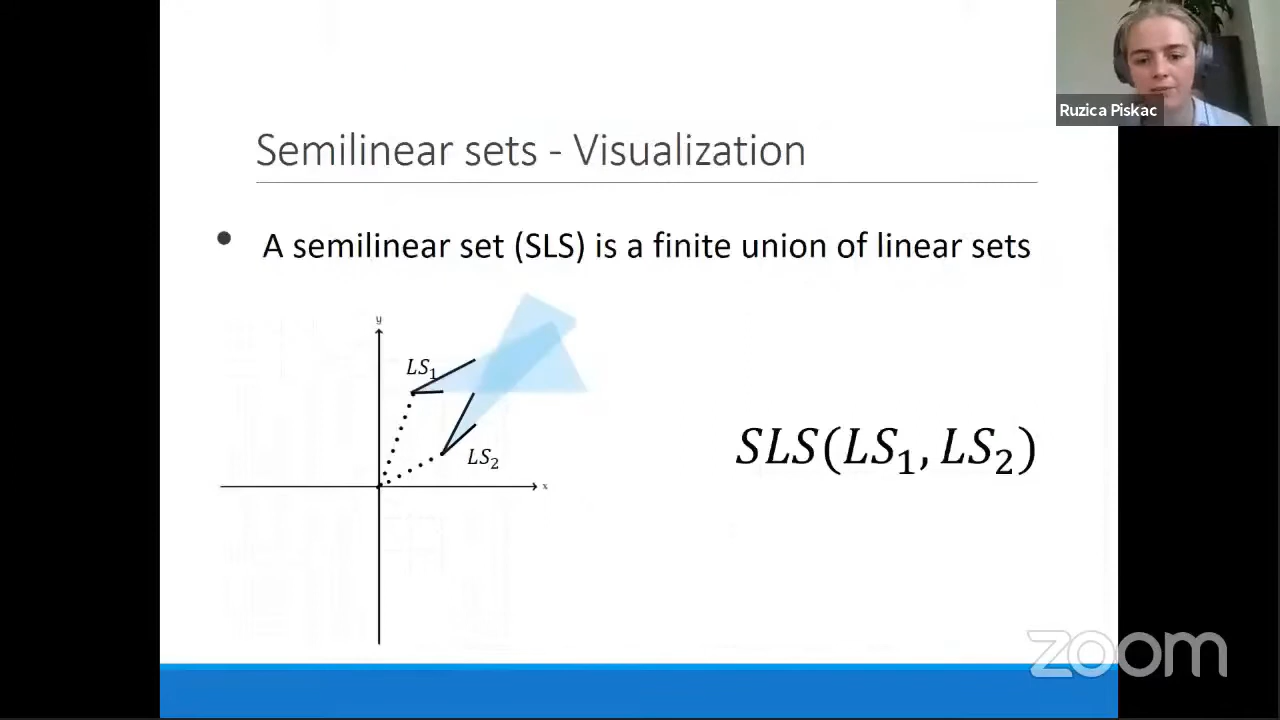 Ruzica Piskac
Semilinear sets - Visualization
• A semilinear set (SLS) is a finite union of linear sets
y
LS₁
LS₂
x
SLS(LS₁, LS₂)
zoom